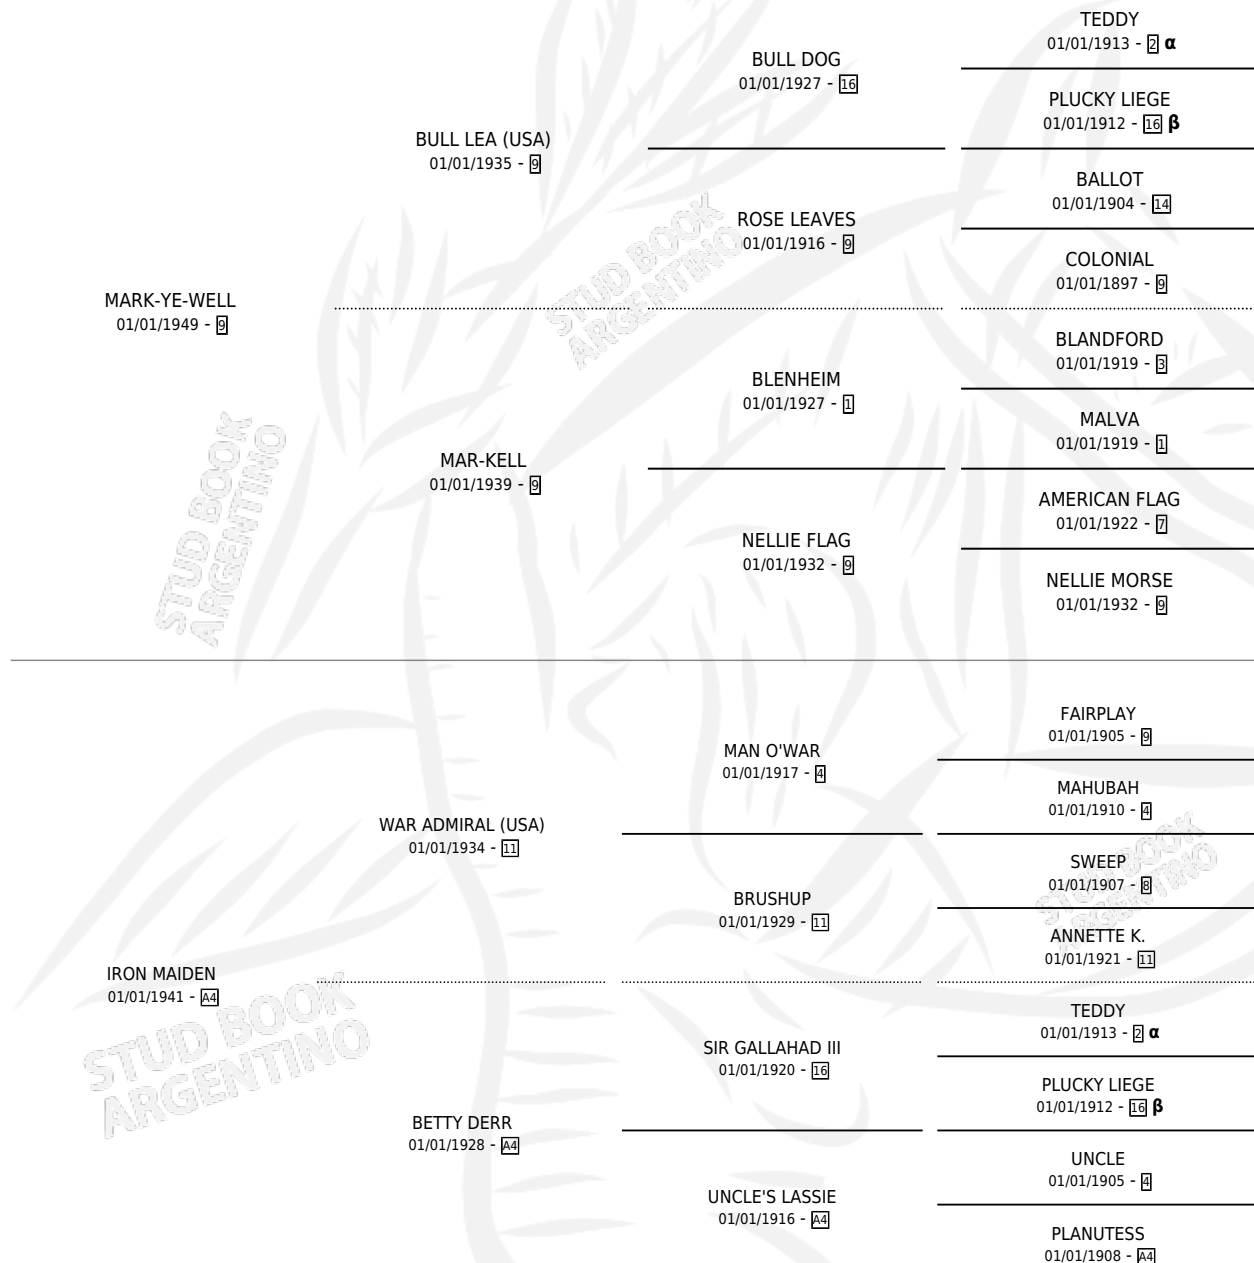 TEDDY
01/01/1913 - 2 α
BULL DOG
01/01/1927 - 16
PLUCKY LIEGE
01/01/1912 - 16 β
BULL LEA (USA)
01/01/1935 - 9
BALLOT
01/01/1904 - 14
ROSE LEAVES
01/01/1916 - 9
COLONIAL
01/01/1897 - 9
MARK-YE-WELL
01/01/1949 - 9
STUD BOOK
ARGENTINO
BLANDFORD
01/01/1919 - 3
BLENHEIM
01/01/1927 - 1
MALVA
01/01/1919 - 1
MAR-KELL
01/01/1939 - 9
AMERICAN FLAG
01/01/1922 - 7
NELLIE FLAG
01/01/1932 - 9
NELLIE MORSE
01/01/1932 - 9
STUD BOOK
ARGENTINO
FAIRPLAY
01/01/1905 - 9
MAN O'WAR
01/01/1917 - 4
MAHUBAH
01/01/1910 - 4
WAR ADMIRAL (USA)
01/01/1934 - 11
SWEEP
01/01/1907 - 8
BRUSHUP
01/01/1929 - 11
ANNETTE K.
01/01/1921 - 11
STUD BOOK
ARGENTINO
IRON MAIDEN
01/01/1941 - A4
STUD BOOK
ARGENTINO
TEDDY
01/01/1913 - 2 α
SIR GALLAHAD III
01/01/1920 - 16
PLUCKY LIEGE
01/01/1912 - 16 β
BETTY DERR
01/01/1928 - A4
UNCLE
01/01/1905 - 4
UNCLE'S LASSIE
01/01/1916 - A4
PLANUTESS
01/01/1908 - A4